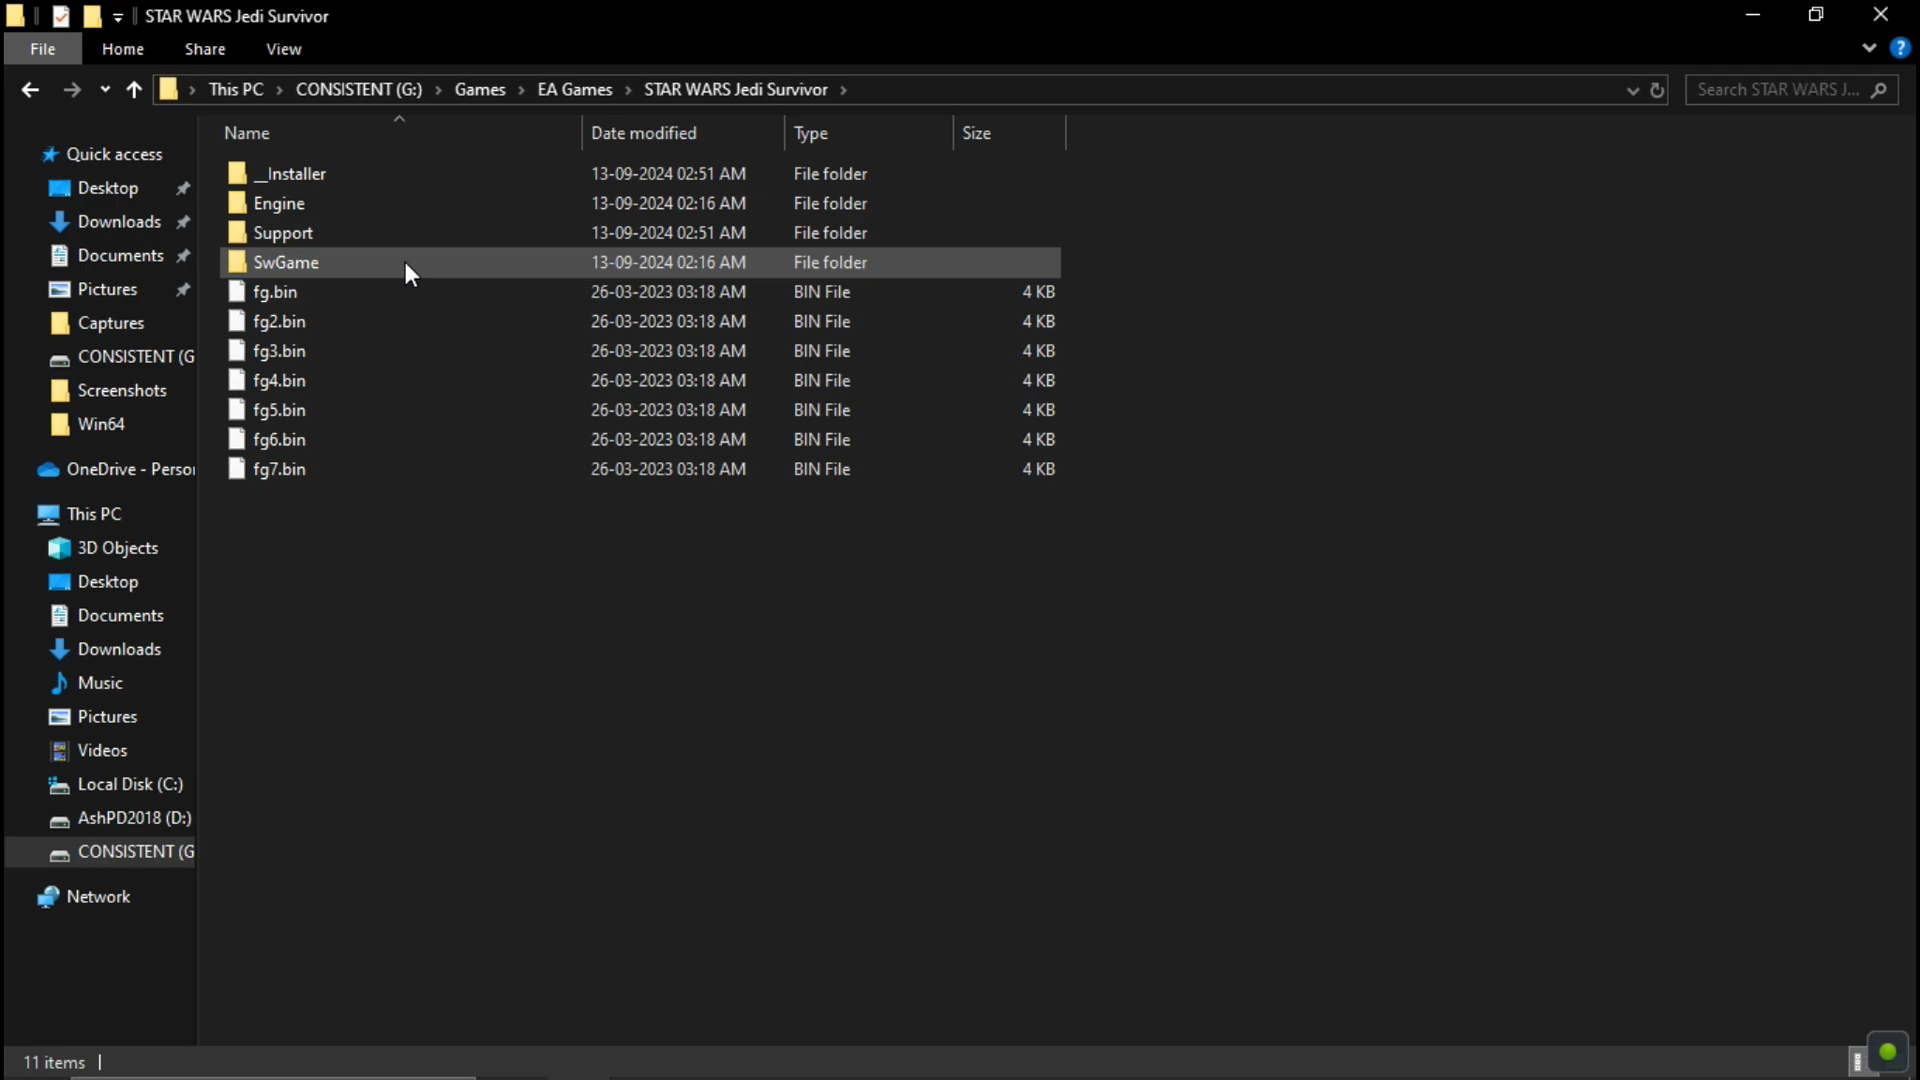 STAR WARS Jedi Survivor
File Home Share View
This PC CONSISTENT (G:) Games EA Games STAR WARS Jedi Survivor
Search STAR WARS J...
Name Date modified Type Size
Quick access
Desktop
Downloads
Documents
Pictures
Captures
CONSISTENT (G
Screenshots
Win64
OneDrive - Person
This PC
3D Objects
Desktop
Documents
Downloads
Music
Pictures
Videos
Local Disk (C:)
AshPD2018 (D:)
CONSISTENT (G
Network
__Installer 13-09-2024 02:51 AM File folder
Engine 13-09-2024 02:16 AM File folder
Support 13-09-2024 02:51 AM File folder
SwGame 13-09-2024 02:16 AM File folder
fg.bin 26-03-2023 03:18 AM BIN File 4 KB
fg2.bin 26-03-2023 03:18 AM BIN File 4 KB
fg3.bin 26-03-2023 03:18 AM BIN File 4 KB
fg4.bin 26-03-2023 03:18 AM BIN File 4 KB
fg5.bin 26-03-2023 03:18 AM BIN File 4 KB
fg6.bin 26-03-2023 03:18 AM BIN File 4 KB
fg7.bin 26-03-2023 03:18 AM BIN File 4 KB
11 items